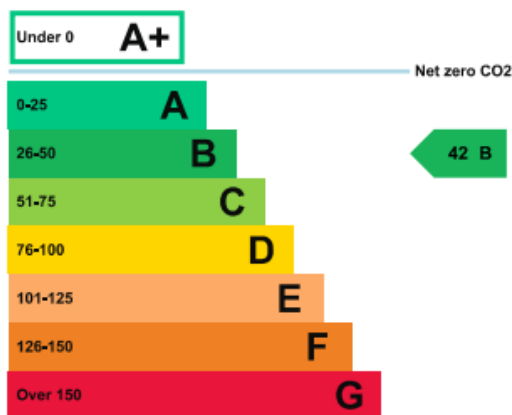 Under 0 A+
Net zero CO2
0-25 A
26-50 B
42 B
51-75 C
76-100 D
101-125 E
126-150 F
Over 150 G